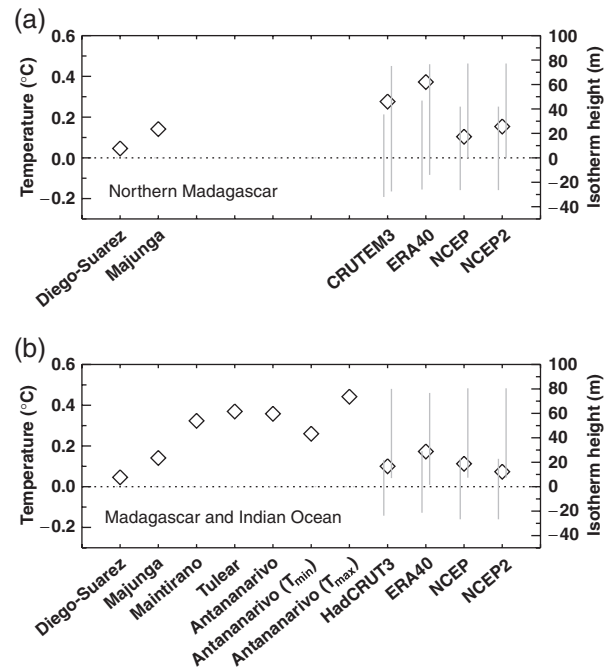 (a)
0.6
0.4
0.2
0.0
−0.2
Temperature (°C)
100
80
60
40
20
0
−20
−40
Isotherm height (m)
Northern Madagascar
Diego-Suarez
Majunga
CRUTEM3
ERA40
NCEP
NCEP2
(b)
0.6
0.4
0.2
0.0
−0.2
Temperature (°C)
100
80
60
40
20
0
−20
−40
Isotherm height (m)
Madagascar and Indian Ocean
Diego-Suarez
Majunga
Maintirano
Tulear
Antananarivo
Antananarivo (Tmin)
Antananarivo (Tmax)
HadCRUT3
ERA40
NCEP
NCEP2